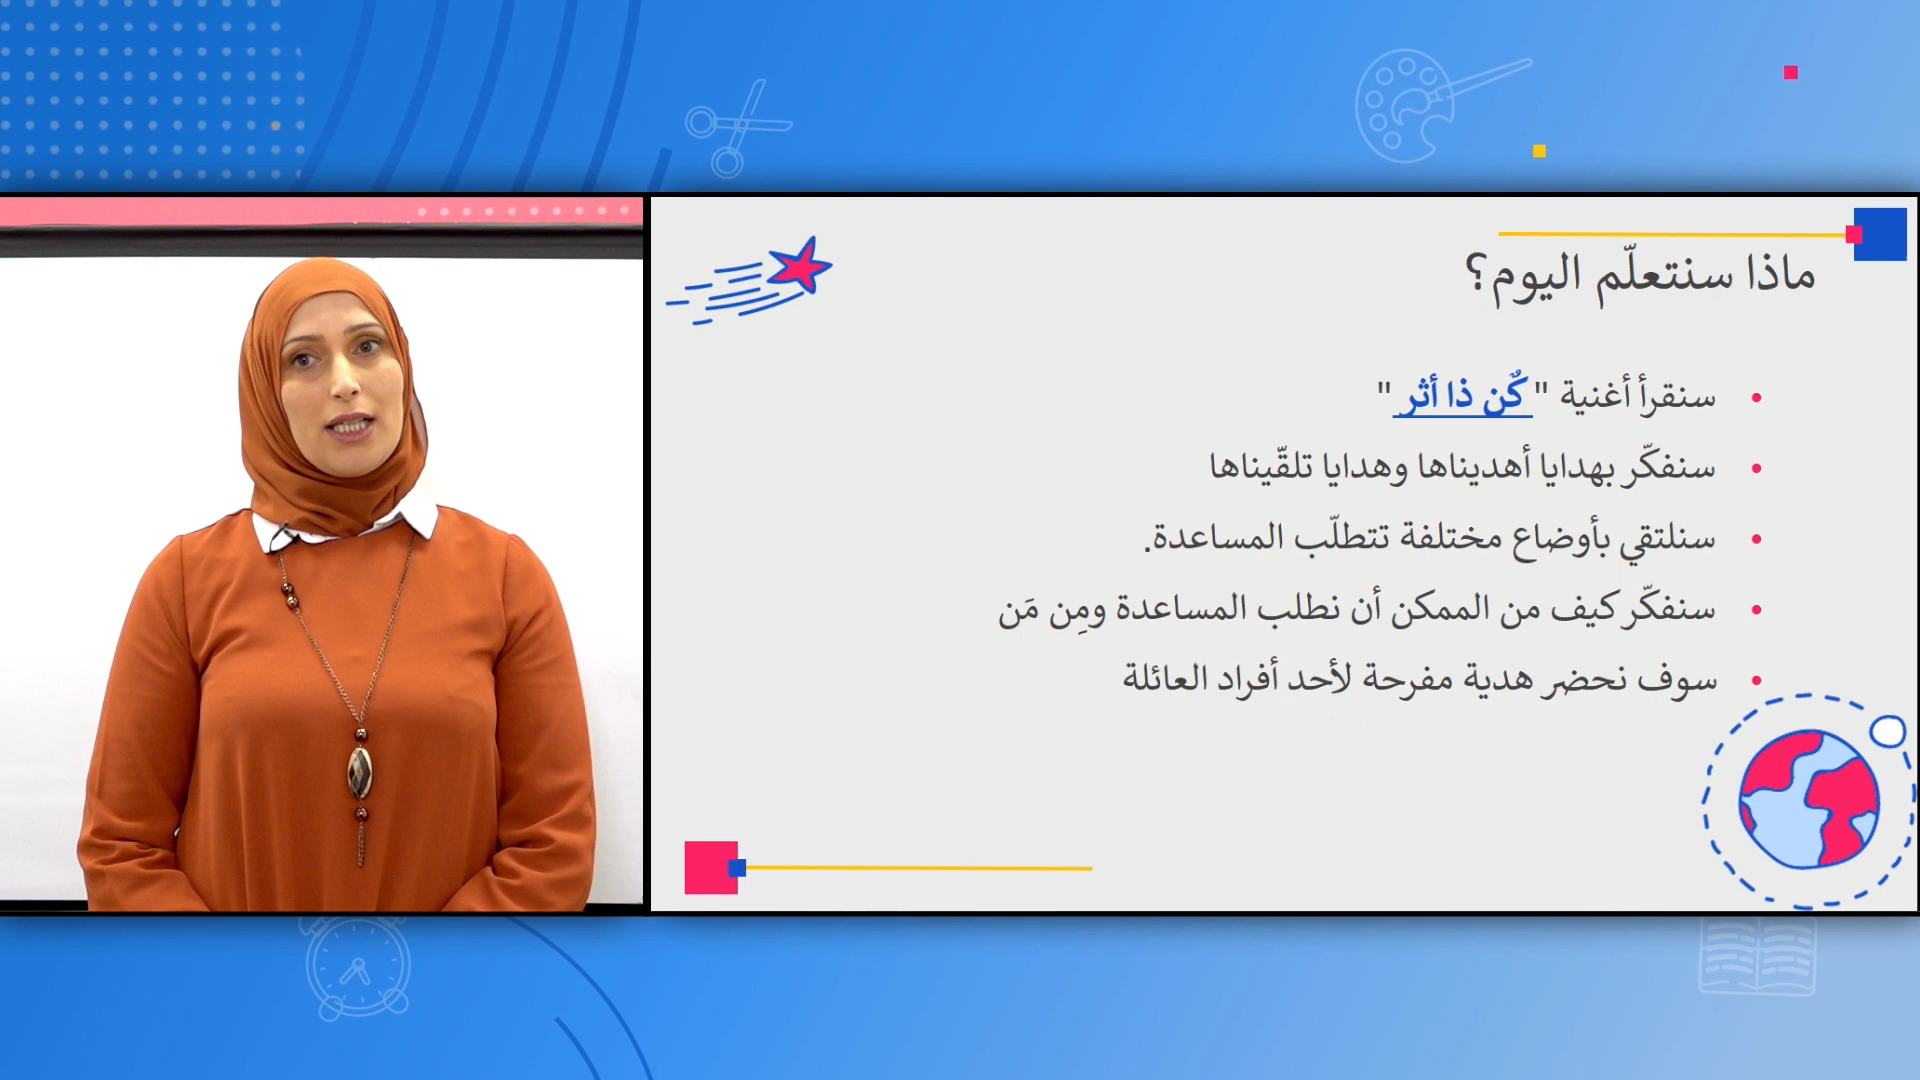 ماذا سنتعلّم اليوم؟
• سنقرأ أغنية "كٌن ذا أثر "
• سنفكّر بهدايا أهديناها وهدايا تلقّيناها
• سنلتقي بأوضاع مختلفة تتطلّب المساعدة.
• سنفكّر كيف من الممكن أن نطلب المساعدة ومِن مَن
• سوف نحضر هدية مفرحة لأحد أفراد العائلة